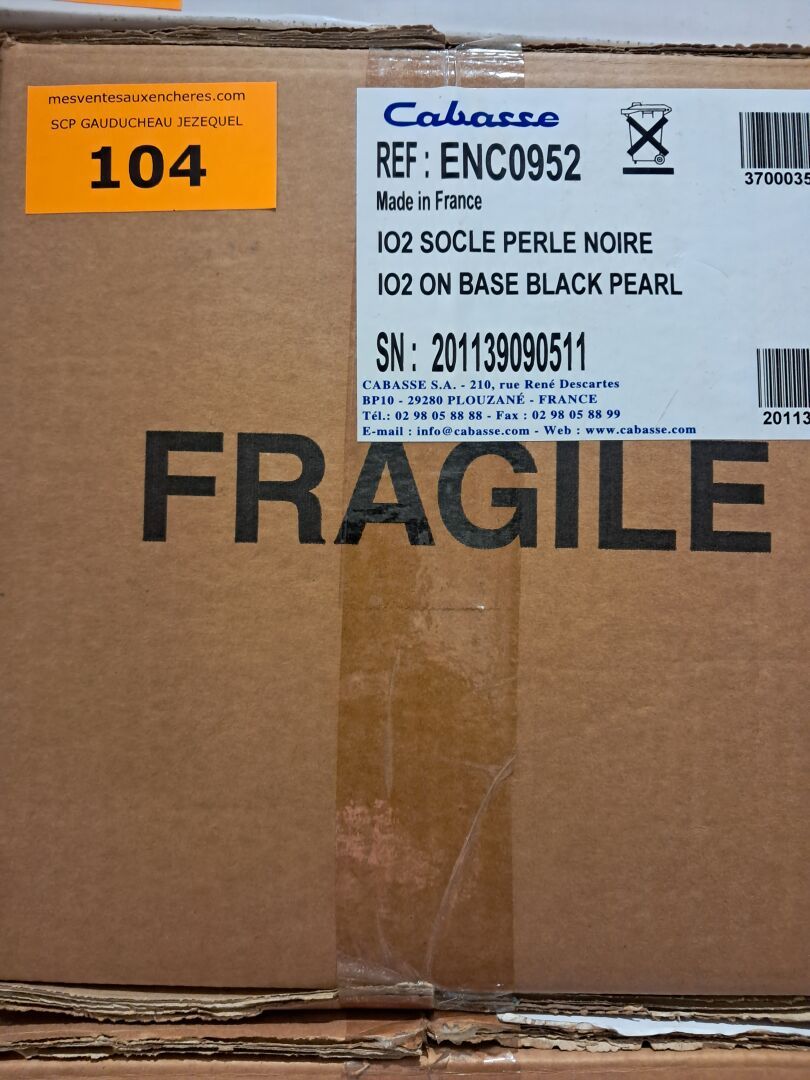 mesventesauxencheres.com
SCP GAUDUCHEAU JEZEQUEL
104
Cabasse
REF : ENC0952
Made in France
3700035
IO2 SOCLE PERLE NOIRE
IO2 ON BASE BLACK PEARL
SN : 201139090511
CABASSE S.A. - 210, rue René Descartes
BP10 - 29280 PLOUZANÉ - FRANCE
Tél.: 02 98 05 88 88 - Fax : 02 98 05 88 99
E-mail : info@cabasse.com - Web : www.cabasse.com
20113
FRAGILE